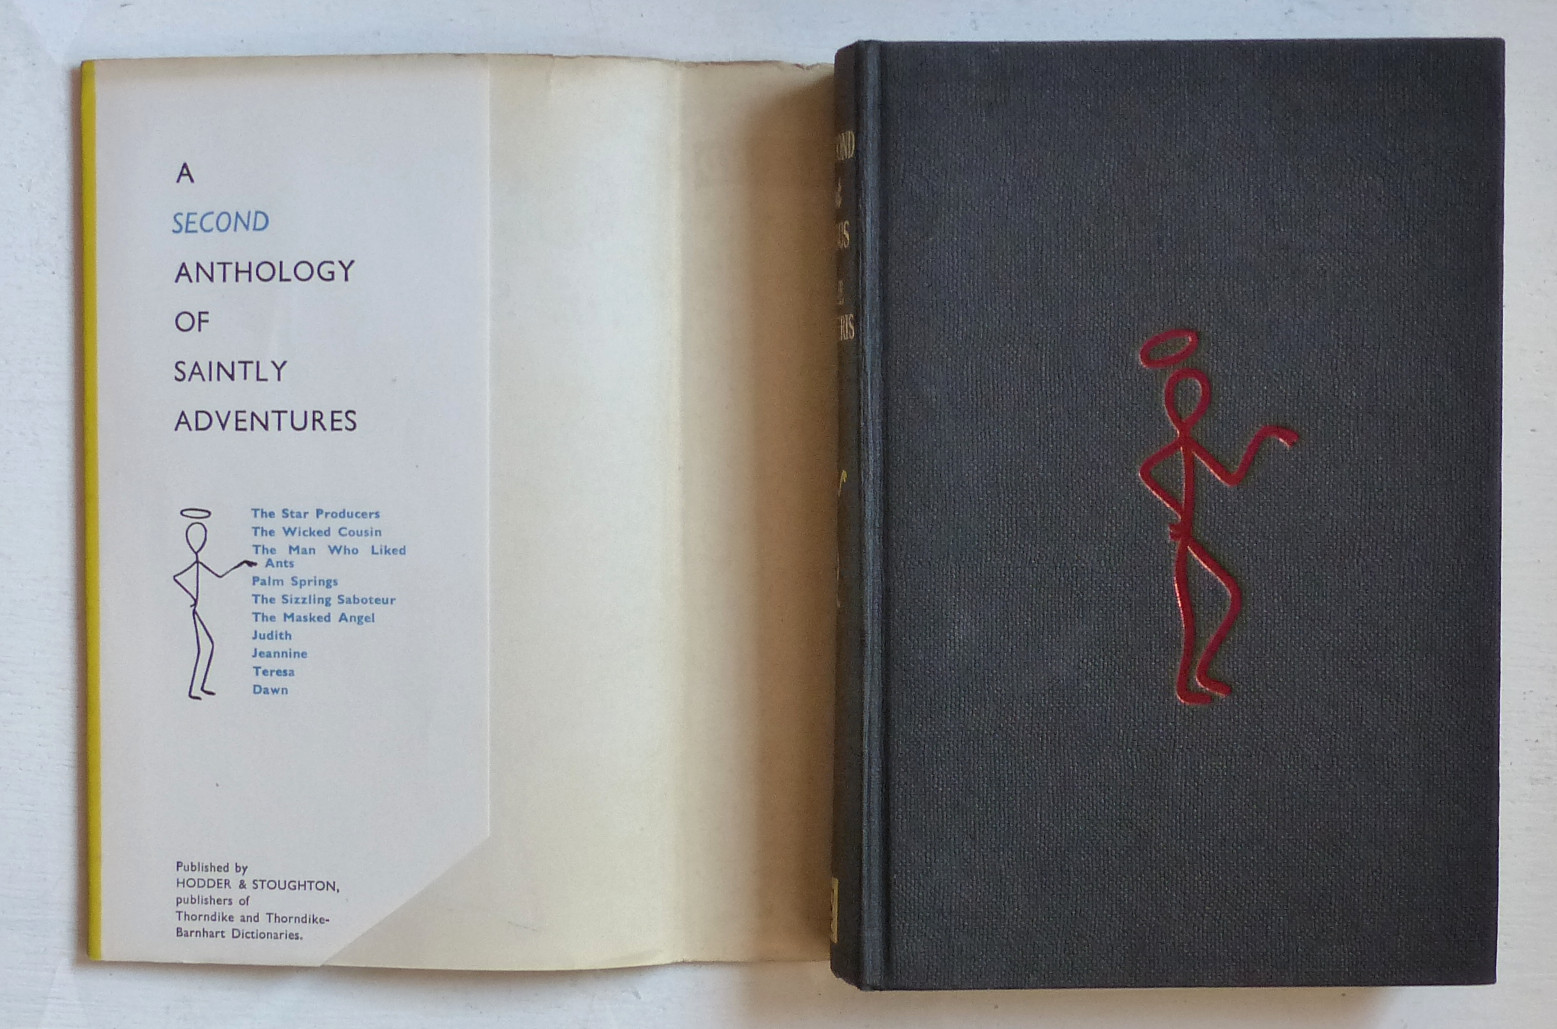 A
SECOND
ANTHOLOGY
OF
SAINTLY
ADVENTURES
The Star Producers
The Wicked Cousin
The Man Who Liked
Ants
Palm Springs
The Sizzling Saboteur
The Masked Angel
Judith
Jeannine
Teresa
Dawn
Published by
HODDER & STOUGHTON,
publishers of
Thorndike and Thorndike-
Barnhart Dictionaries.